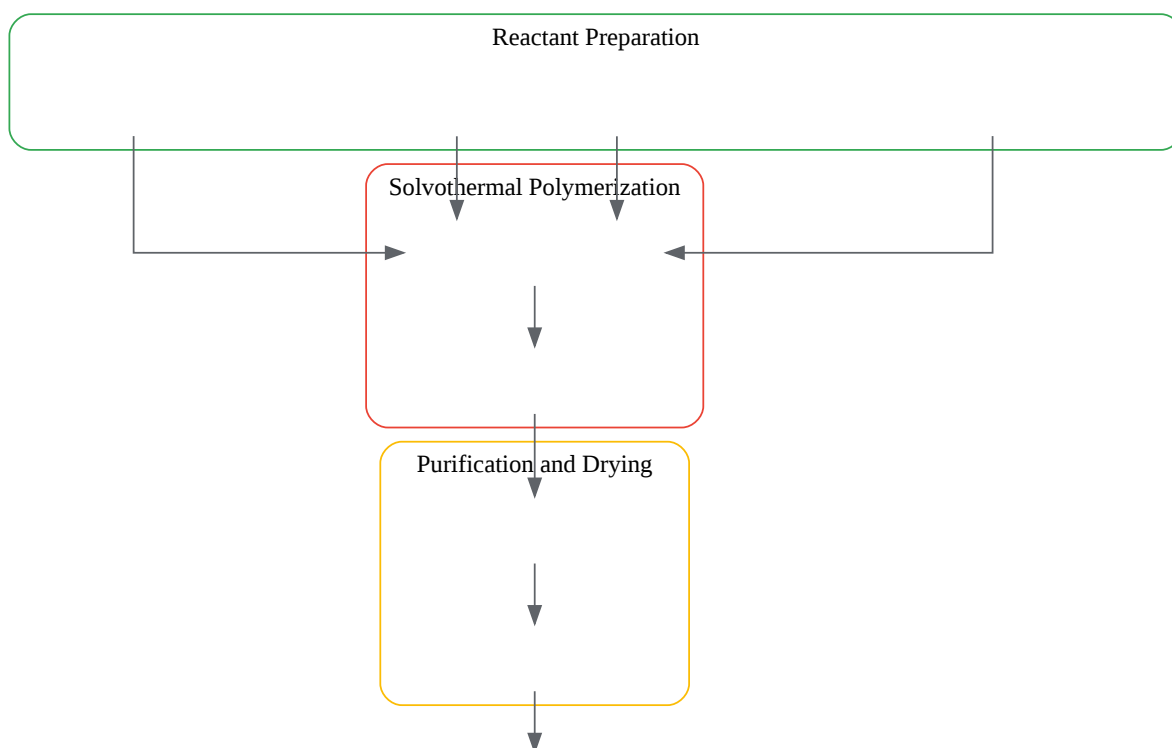 Reactant Preparation
Solvothermal Polymerization
Purification and Drying